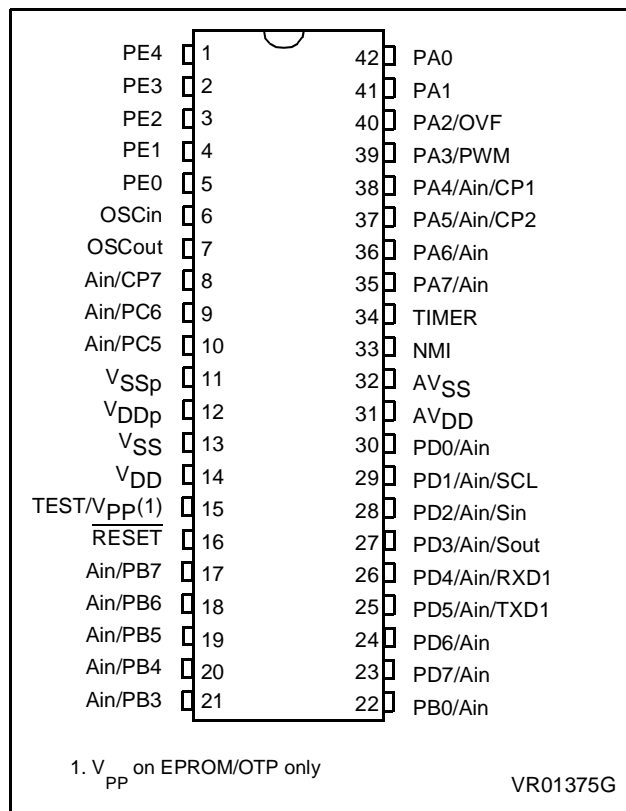 PE4 1 42 PA0
PE3 2 41 PA1
PE2 3 40 PA2/OVF
PE1 4 39 PA3/PWM
PE0 5 38 PA4/Ain/CP1
OSCin 6 37 PA5/Ain/CP2
OSCout 7 36 PA6/Ain
Ain/CP7 8 35 PA7/Ain
Ain/PC6 9 34 TIMER
Ain/PC5 10 33 NMI
VSSp 11 32 AVSS
VDDp 12 31 AVDD
VSS 13 30 PD0/Ain
VDD 14 29 PD1/Ain/SCL
TEST/VPP(1) 15 28 PD2/Ain/Sin
RESET 16 27 PD3/Ain/Sout
Ain/PB7 17 26 PD4/Ain/RXD1
Ain/PB6 18 25 PD5/Ain/TXD1
Ain/PB5 19 24 PD6/Ain
Ain/PB4 20 23 PD7/Ain
Ain/PB3 21 22 PB0/Ain
1. VPP on EPROM/OTP only
VR01375G